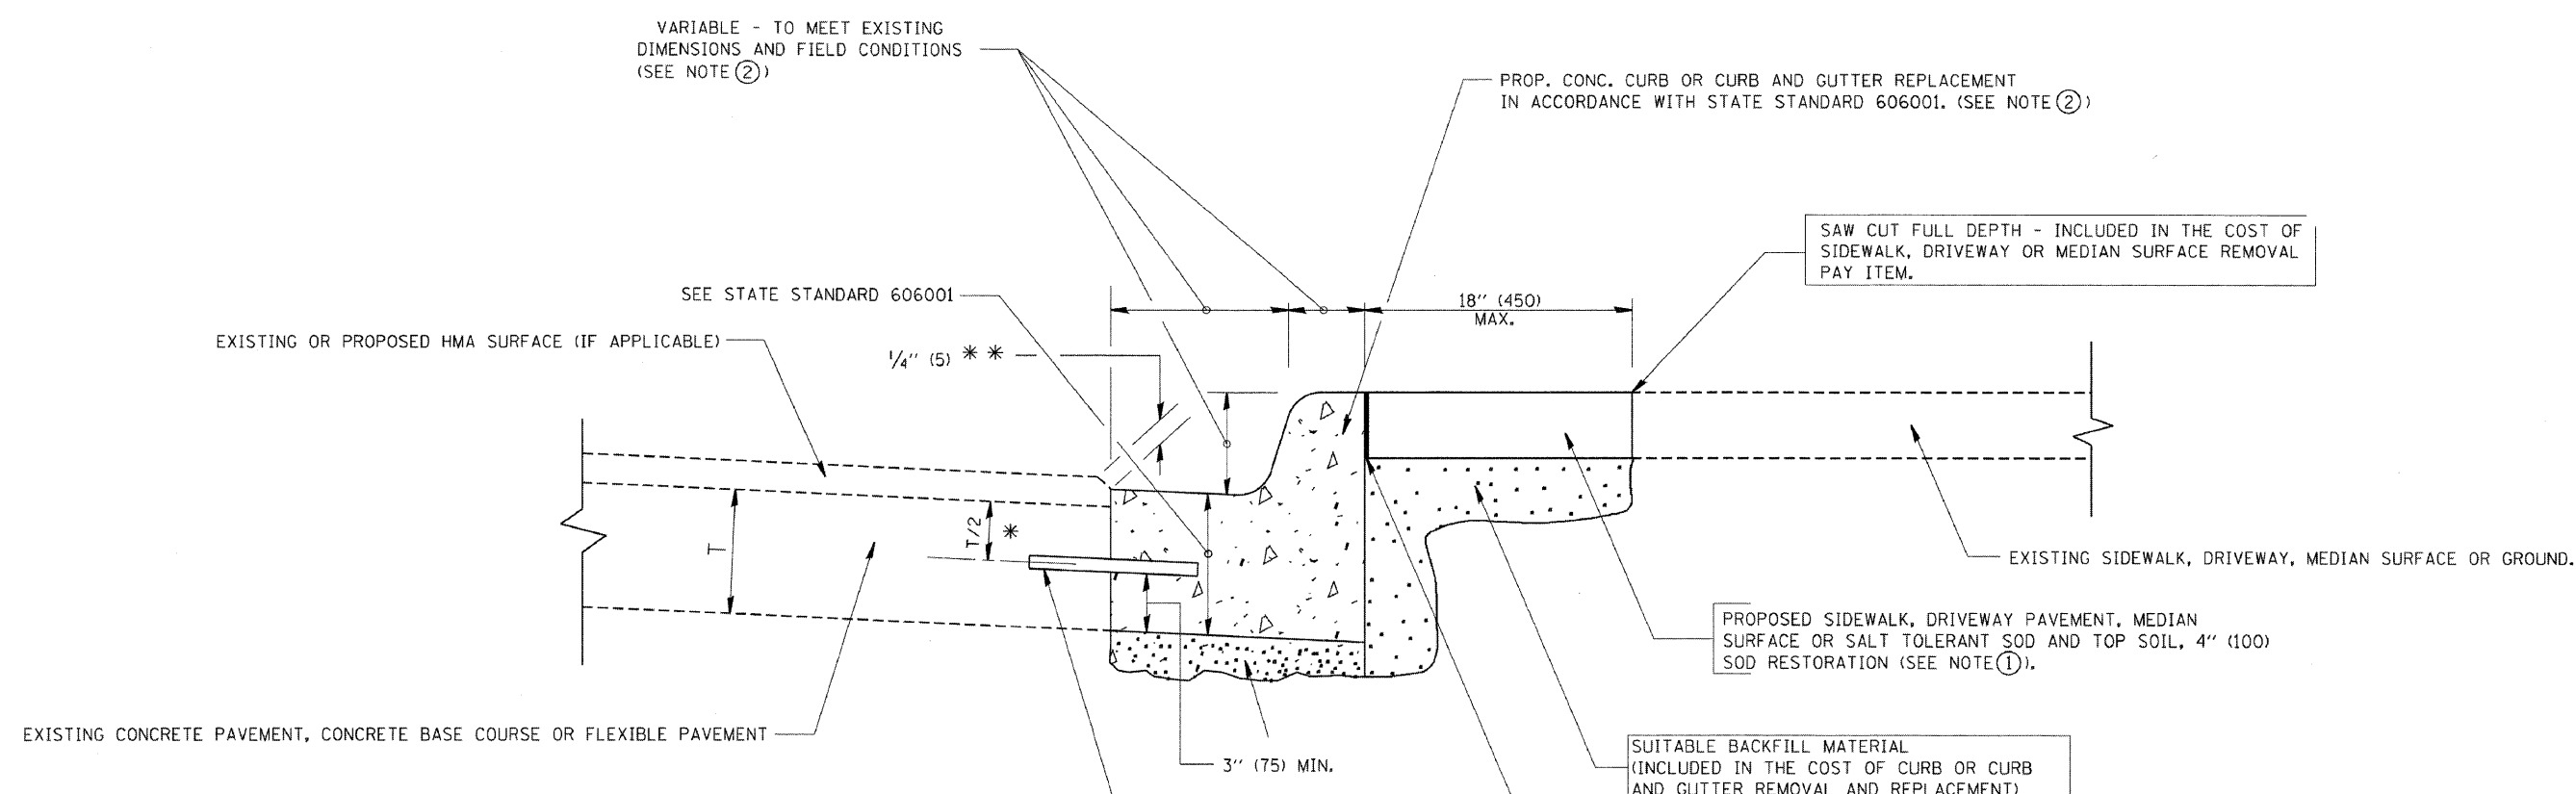 VARIABLE - TO MEET EXISTING
DIMENSIONS AND FIELD CONDITIONS
(SEE NOTE ②)
PROP. CONC. CURB OR CURB AND GUTTER REPLACEMENT
IN ACCORDANCE WITH STATE STANDARD 606001. (SEE NOTE ②)
SAW CUT FULL DEPTH - INCLUDED IN THE COST OF
SIDEWALK, DRIVEWAY OR MEDIAN SURFACE REMOVAL
PAY ITEM.
SEE STATE STANDARD 606001
18" (450)
MAX.
EXISTING OR PROPOSED HMA SURFACE (IF APPLICABLE)
1/4" (5) * *
T
T/2 *
EXISTING SIDEWALK, DRIVEWAY, MEDIAN SURFACE OR GROUND.
PROPOSED SIDEWALK, DRIVEWAY PAVEMENT, MEDIAN
SURFACE OR SALT TOLERANT SOD AND TOP SOIL, 4" (100)
SOD RESTORATION (SEE NOTE ①).
EXISTING CONCRETE PAVEMENT, CONCRETE BASE COURSE OR FLEXIBLE PAVEMENT
3" (75) MIN.
SUITABLE BACKFILL MATERIAL
(INCLUDED IN THE COST OF CURB OR CURB
AND GUTTER REMOVAL AND REPLACEMENT)